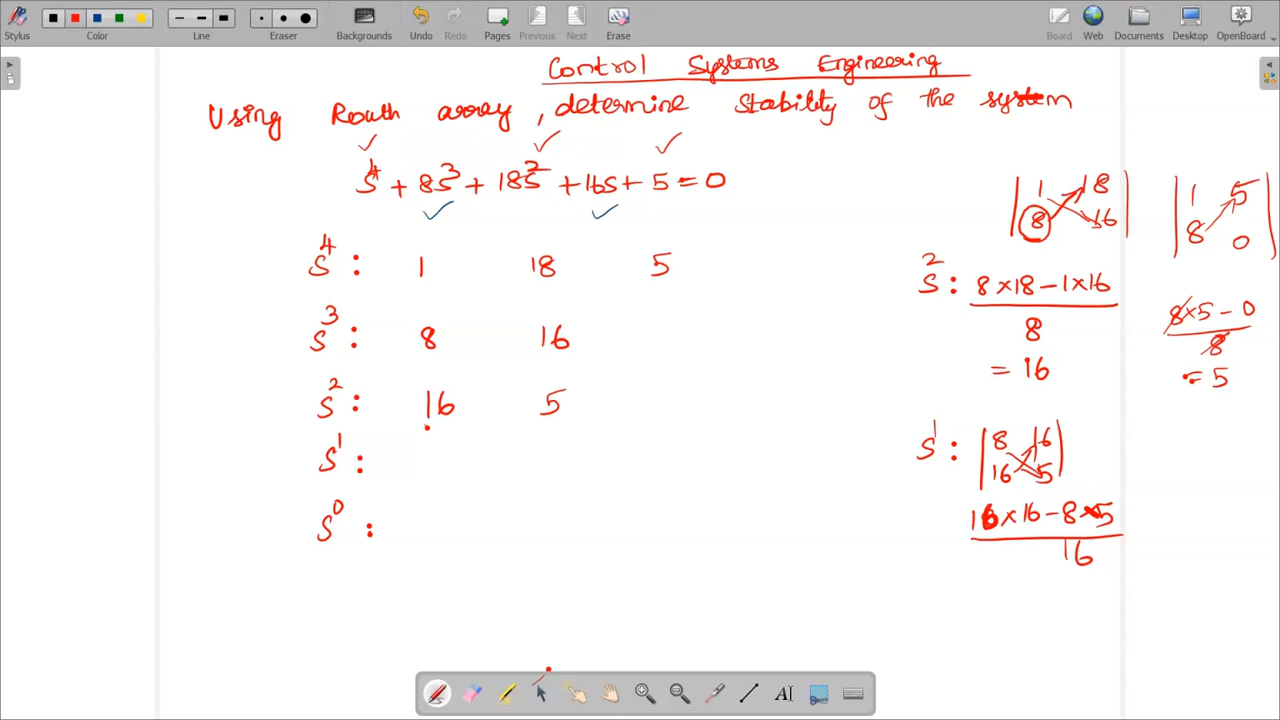 Stylus Color Line Eraser Backgrounds Undo Redo Pages Previous Next Erase Board Web Documents Desktop OpenBoard
Control Systems Engineering
Using Routh array, determine Stability of the system
S⁴ + 8S³ + 18S² + 16S + 5 = 0
S⁴ : 1 18 5
S³ : 8 16
S² : 16 5
S¹ :
S⁰ :
| 1 18 |
| 8 16 |
S² : 8×18 − 1×16
8
= 16
| 1 5 |
| 8 0 |
8×5 − 0
8
= 5
S¹ : | 8 16 |
| 16 5 |
16×16 − 8×5
16